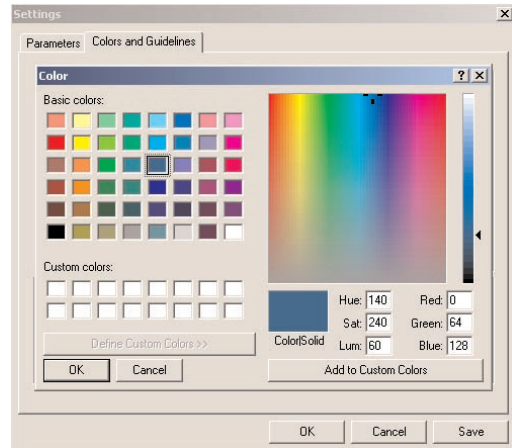 Settings
Parameters
Colors and Guidelines
Color
Basic colors:
Custom colors:
Define Custom Colors >>
OK
Cancel
Color|Solid
Hue: 140
Sat: 240
Lum: 60
Red: 0
Green: 64
Blue: 128
Add to Custom Colors
OK
Cancel
Save